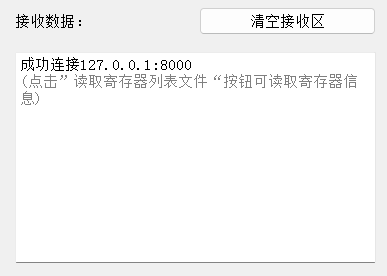 接收数据：
清空接收区
成功连接127.0.0.1:8000
(点击”读取寄存器列表文件“按钮可读取寄存器信
息)